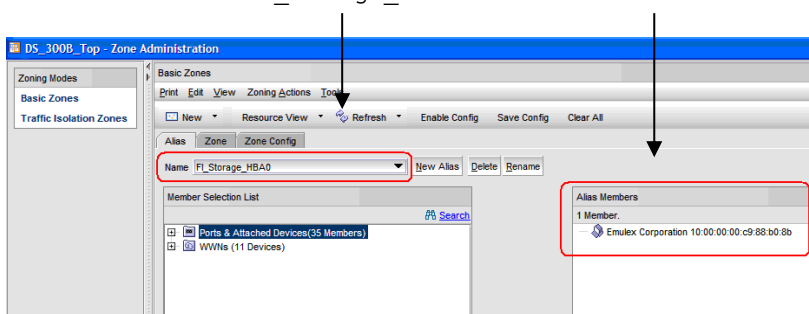 DS_300B_Top - Zone Administration
Zoning Modes
Basic Zones
Traffic Isolation Zones
Basic Zones
Print Edit View Zoning Actions Tools
New Resource View Refresh Enable Config Save Config Clear All
Alias Zone Zone Config
Name FI_Storage_HBA0 New Alias Delete Rename
Member Selection List
Search
Ports & Attached Devices(35 Members)
WWNs (11 Devices)
Alias Members
1 Member.
Emulex Corporation 10:00:00:00:c9:88:b0:8b